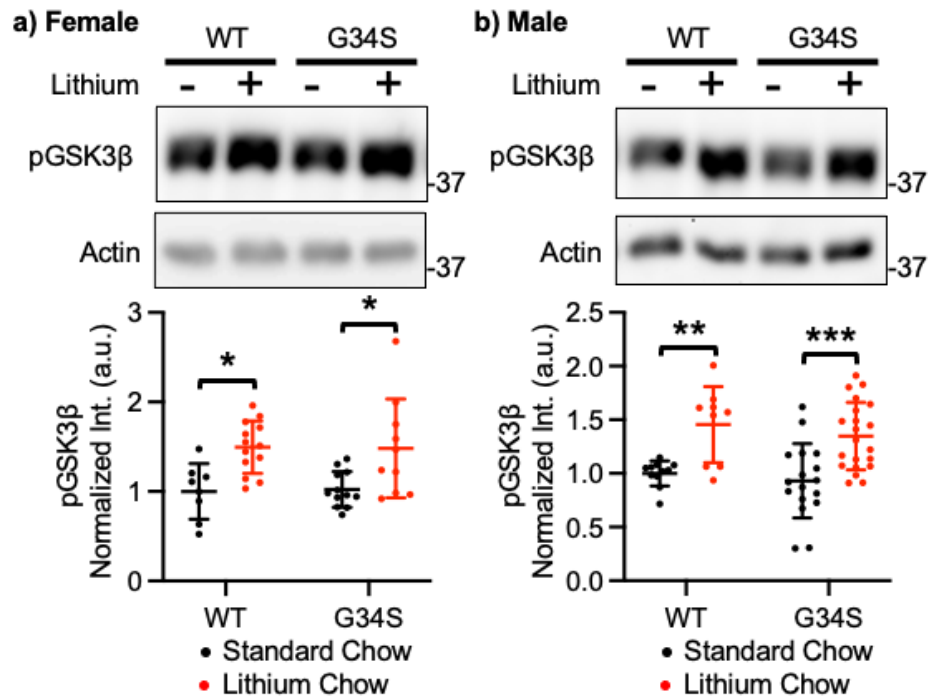 a) Female
WT G34S
Lithium - + - +
pGSK3β
-37
Actin
-37
pGSK3β
Normalized Int. (a.u.)
3
2
1
0
*
*
WT G34S
Standard Chow
Lithium Chow
b) Male
WT G34S
Lithium - + - +
pGSK3β
-37
Actin
-37
pGSK3β
Normalized Int. (a.u.)
2.5
2.0
1.5
1.0
0.5
0.0
**
***
WT G34S
Standard Chow
Lithium Chow